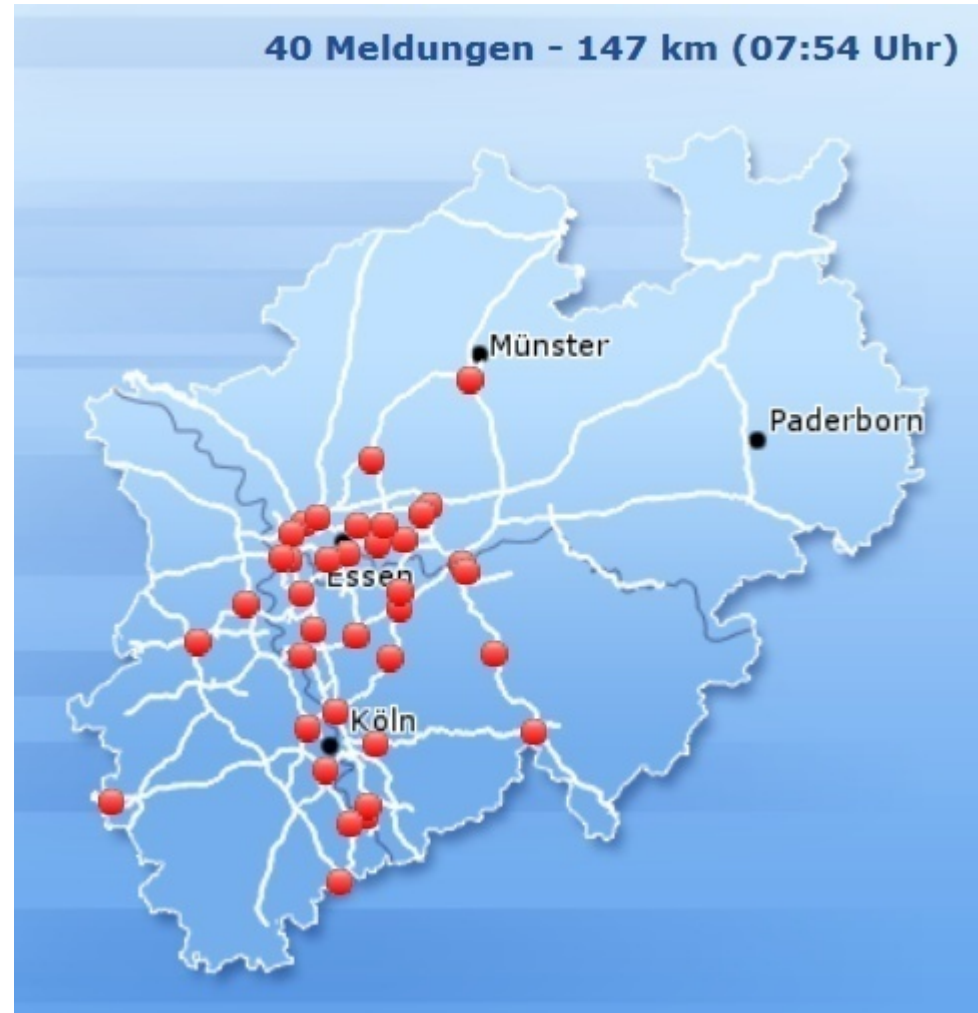 40 Meldungen - 147 km (07:54 Uhr)
Münster
Paderborn
Essen
Köln